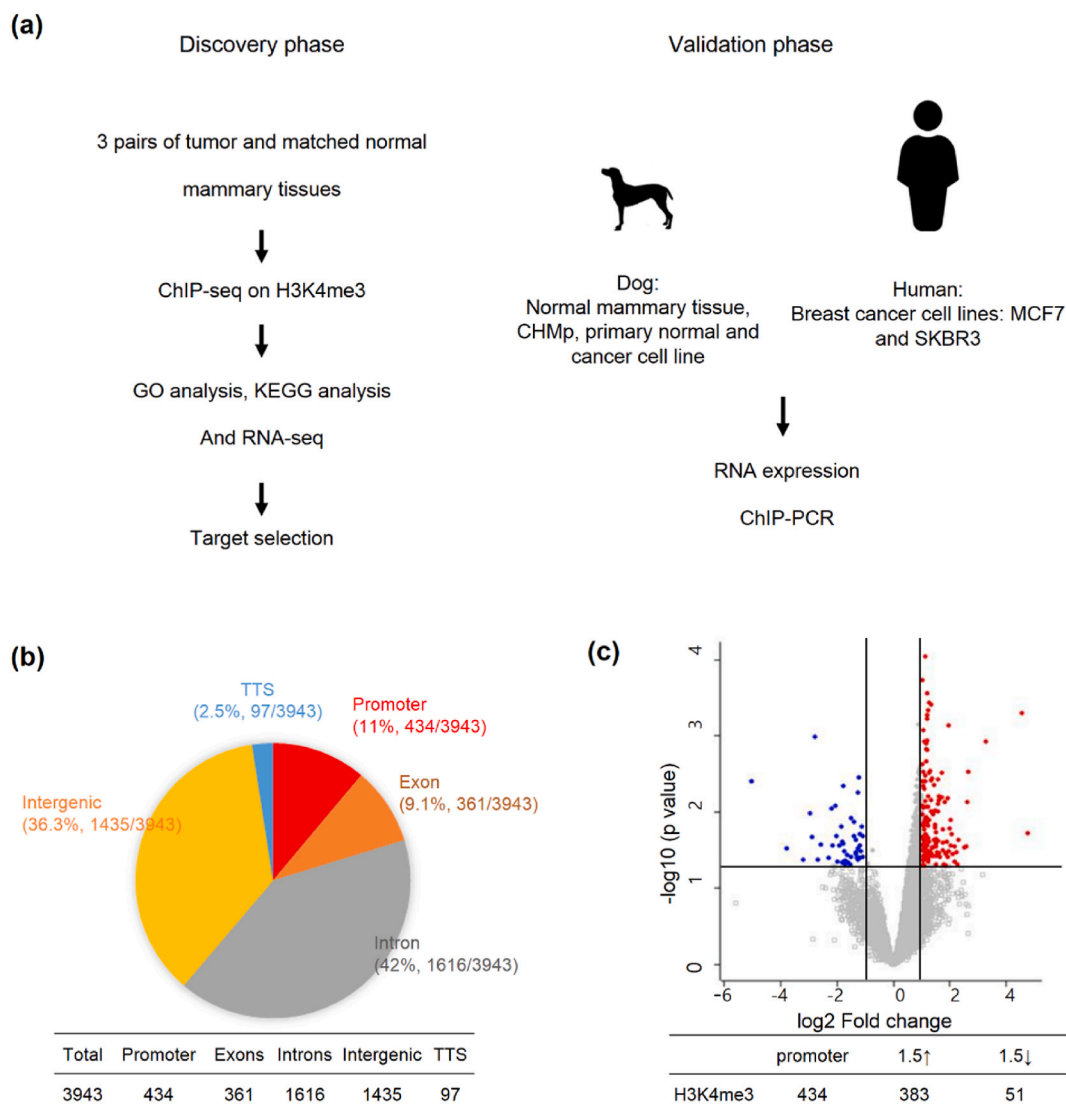 (a)
Discovery phase
3 pairs of tumor and matched normal
mammary tissues
ChIP-seq on H3K4me3
GO analysis, KEGG analysis
And RNA-seq
Target selection
Validation phase
Dog:
Normal mammary tissue,
CHMp, primary normal and
cancer cell line
Human:
Breast cancer cell lines: MCF7
and SKBR3
RNA expression
ChIP-PCR
(b)
TTS
(2.5%, 97/3943)
Promoter
(11%, 434/3943)
Exon
(9.1%, 361/3943)
Intergenic
(36.3%, 1435/3943)
Intron
(42%, 1616/3943)
Total Promoter Exons Introns Intergenic TTS
3943 434 361 1616 1435 97
(c)
-log10 (p value)
4
3
2
1
0
-6 -4 -2 0 2 4
log2 Fold change
promoter 1.5↑ 1.5↓
H3K4me3 434 383 51